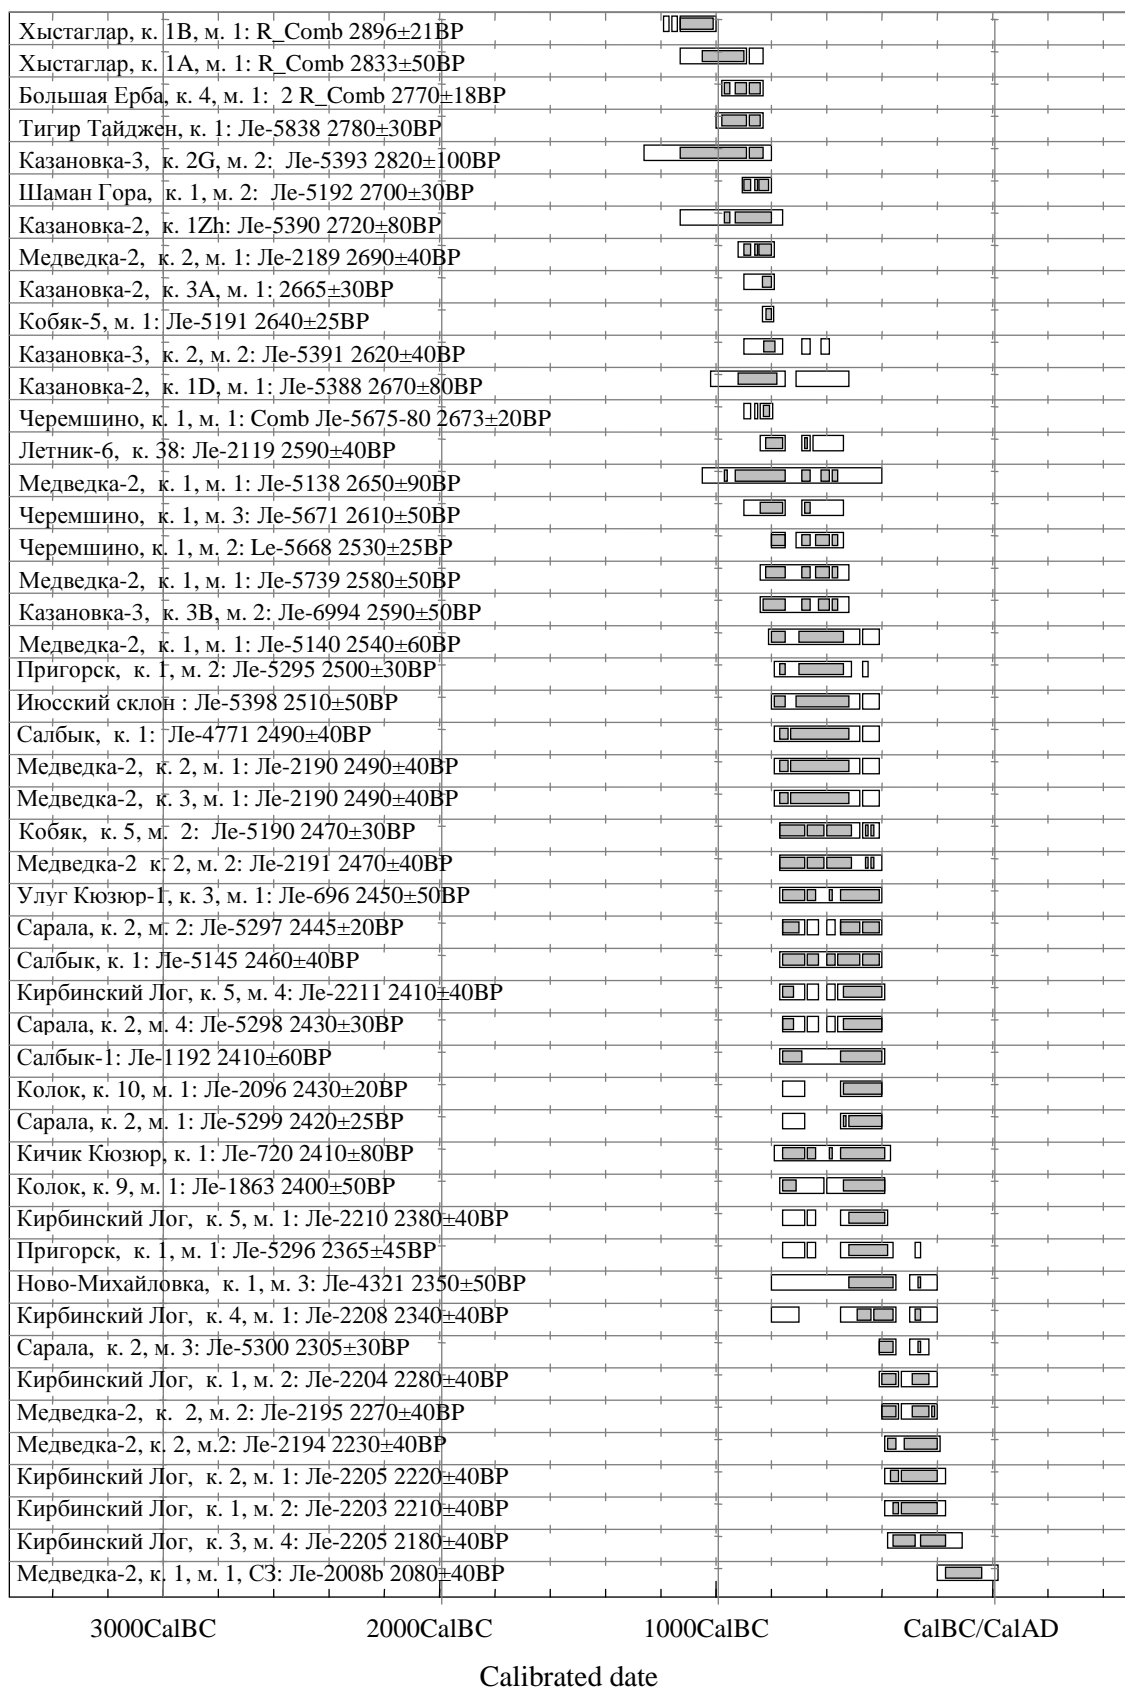 Хыстаглар, к. 1В, м. 1: R_Comb 2896±21BP
Хыстаглар, к. 1А, м. 1: R_Comb 2833±50BP
Большая Ерба, к. 4, м. 1: 2 R_Comb 2770±18BP
Тигир Тайджен, к. 1: Ле-5838 2780±30BP
Казановка-3, к. 2G, м. 2: Ле-5393 2820±100BP
Шаман Гора, к. 1, м. 2: Ле-5192 2700±30BP
Казановка-2, к. 1Zh: Ле-5390 2720±80BP
Медведка-2, к. 2, м. 1: Ле-2189 2690±40BP
Казановка-2, к. 3А, м. 1: 2665±30BP
Кобяк-5, м. 1: Ле-5191 2640±25BP
Казановка-3, к. 2, м. 2: Ле-5391 2620±40BP
Казановка-2, к. 1D, м. 1: Ле-5388 2670±80BP
Черемшино, к. 1, м. 1: Comb Ле-5675-80 2673±20BP
Летник-6, к. 38: Ле-2119 2590±40BP
Медведка-2, к. 1, м. 1: Ле-5138 2650±90BP
Черемшино, к. 1, м. 3: Ле-5671 2610±50BP
Черемшино, к. 1, м. 2: Le-5668 2530±25BP
Медведка-2, к. 1, м. 1: Ле-5739 2580±50BP
Казановка-3, к. 3В, м. 2: Ле-6994 2590±50BP
Медведка-2, к. 1, м. 1: Ле-5140 2540±60BP
Пригорск, к. 1, м. 2: Ле-5295 2500±30BP
Июсский склон : Ле-5398 2510±50BP
Салбык, к. 1: Ле-4771 2490±40BP
Медведка-2, к. 2, м. 1: Ле-2190 2490±40BP
Медведка-2, к. 3, м. 1: Ле-2190 2490±40BP
Кобяк, к. 5, м. 2: Ле-5190 2470±30BP
Медведка-2 к. 2, м. 2: Ле-2191 2470±40BP
Улуг Кюзюр-1, к. 3, м. 1: Ле-696 2450±50BP
Сарала, к. 2, м. 2: Ле-5297 2445±20BP
Салбык, к. 1: Ле-5145 2460±40BP
Кирбинский Лог, к. 5, м. 4: Ле-2211 2410±40BP
Сарала, к. 2, м. 4: Ле-5298 2430±30BP
Салбык-1: Ле-1192 2410±60BP
Колок, к. 10, м. 1: Ле-2096 2430±20BP
Сарала, к. 2, м. 1: Ле-5299 2420±25BP
Кичик Кюзюр, к. 1: Ле-720 2410±80BP
Колок, к. 9, м. 1: Ле-1863 2400±50BP
Кирбинский Лог, к. 5, м. 1: Ле-2210 2380±40BP
Пригорск, к. 1, м. 1: Ле-5296 2365±45BP
Ново-Михайловка, к. 1, м. 3: Ле-4321 2350±50BP
Кирбинский Лог, к. 4, м. 1: Ле-2208 2340±40BP
Сарала, к. 2, м. 3: Ле-5300 2305±30BP
Кирбинский Лог, к. 1, м. 2: Ле-2204 2280±40BP
Медведка-2, к. 2, м. 2: Ле-2195 2270±40BP
Медведка-2, к. 2, м.2: Ле-2194 2230±40BP
Кирбинский Лог, к. 2, м. 1: Ле-2205 2220±40BP
Кирбинский Лог, к. 1, м. 2: Ле-2203 2210±40BP
Кирбинский Лог, к. 3, м. 4: Ле-2205 2180±40BP
Медведка-2, к. 1, м. 1, СЗ: Ле-2008b 2080±40BP
3000CalBC 2000CalBC 1000CalBC CalBC/CalAD
Calibrated date